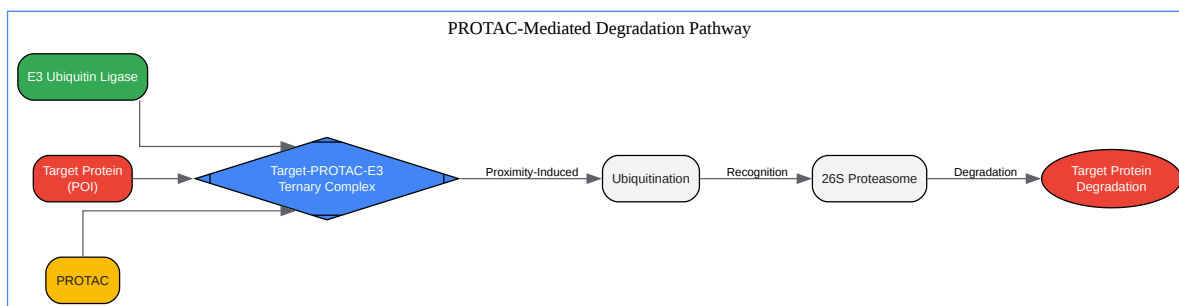 PROTAC-Mediated Degradation Pathway
E3 Ubiquitin Ligase
Target Protein
(POI)
PROTAC
Target-PROTAC-E3
Ternary Complex
Proximity-Induced
Ubiquitination
Recognition
26S Proteasome
Degradation
Target Protein
Degradation